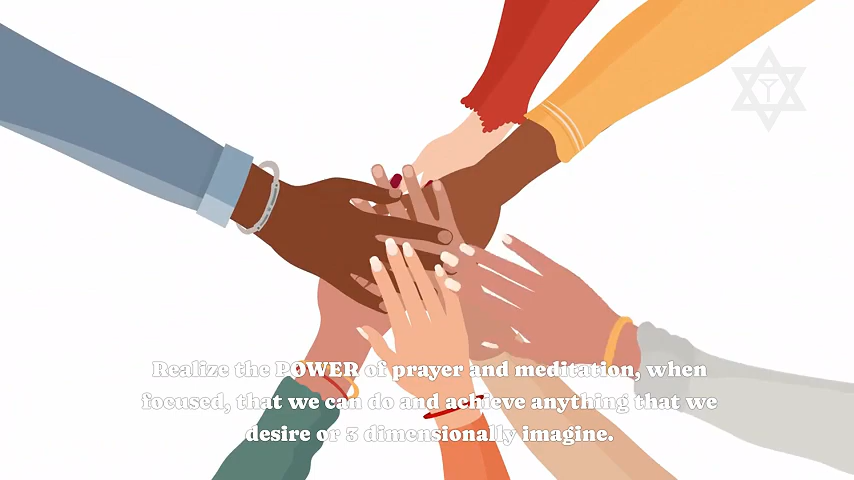 Realize the POWER of prayer and meditation, when
focused, that we can do and achieve anything that we
desire or 3 dimensionally imagine.